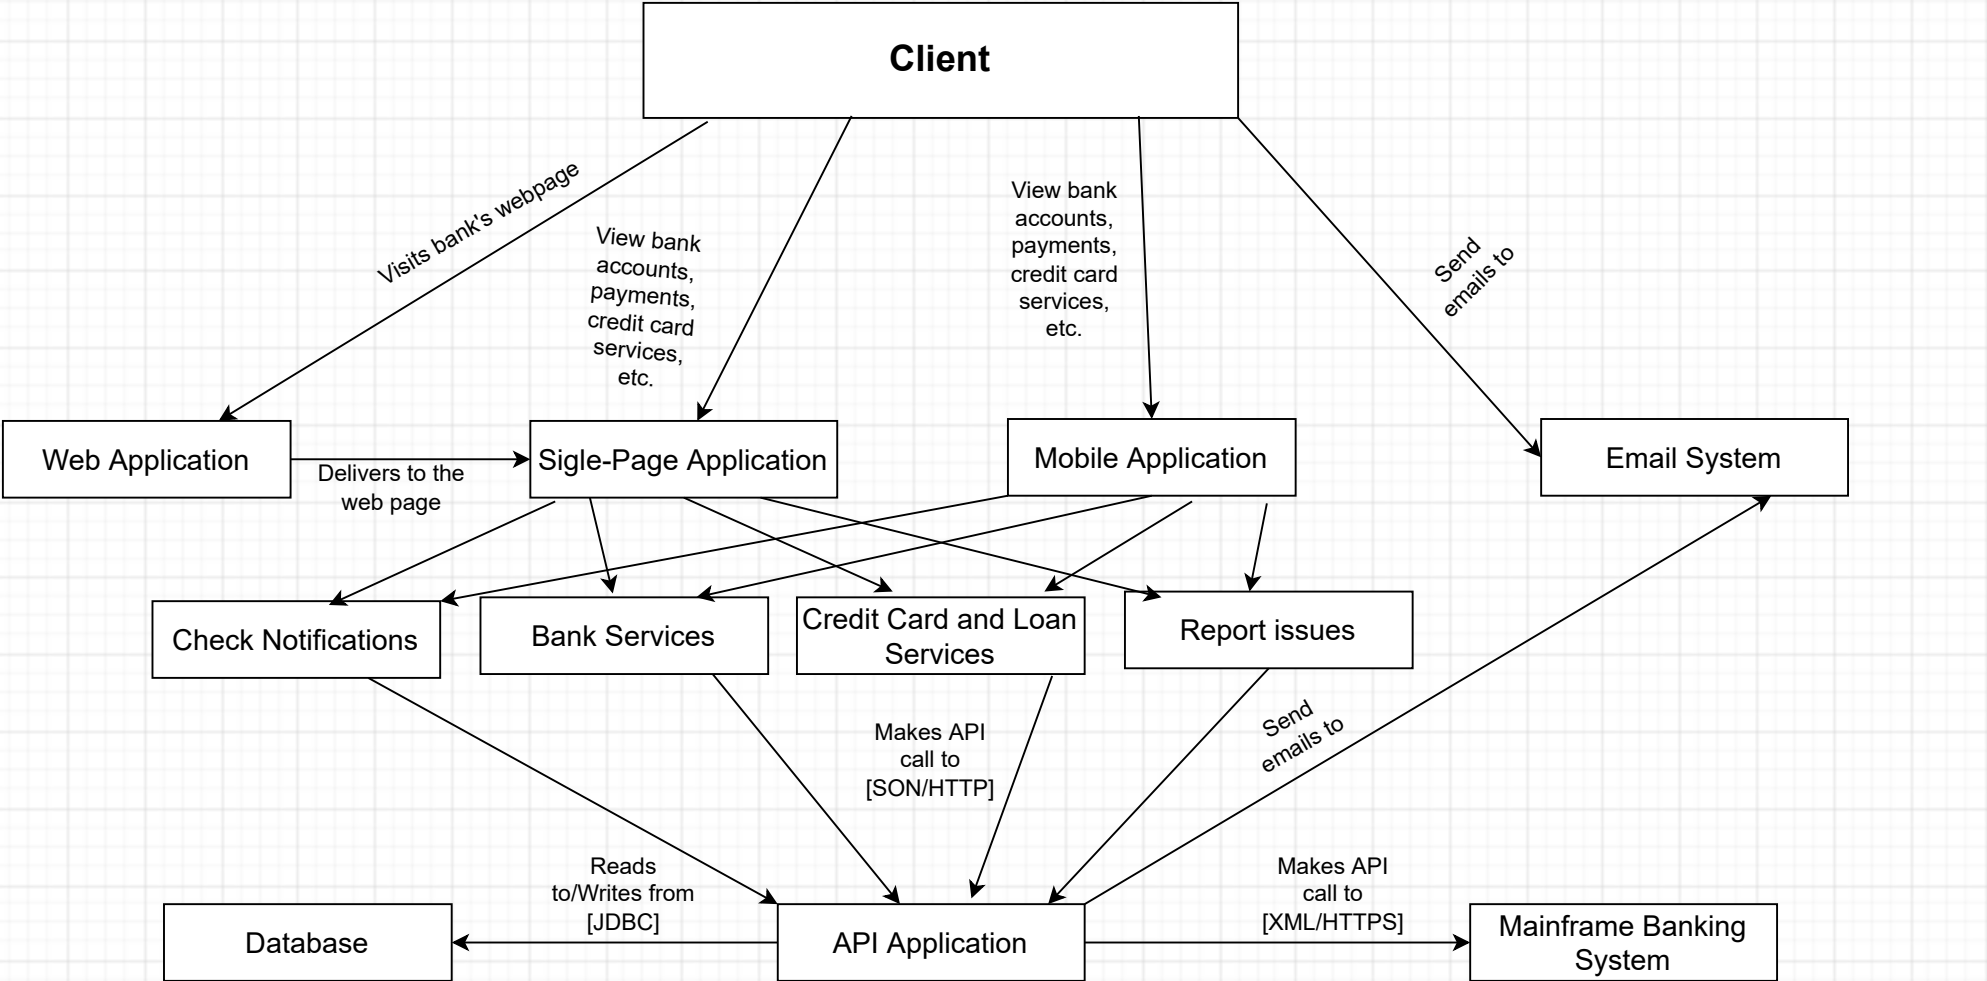 Client
Visits bank's webpage
View bank
accounts,
payments,
credit card
services,
etc.
View bank
accounts,
payments,
credit card
services,
etc.
Send
emails to
Web Application
Delivers to the
web page
Sigle-Page Application
Mobile Application
Email System
Check Notifications
Bank Services
Credit Card and Loan
Services
Report issues
Makes API
call to
[SON/HTTP]
Send
emails to
Reads
to/Writes from
[JDBC]
Makes API
call to
[XML/HTTPS]
Database
API Application
Mainframe Banking
System